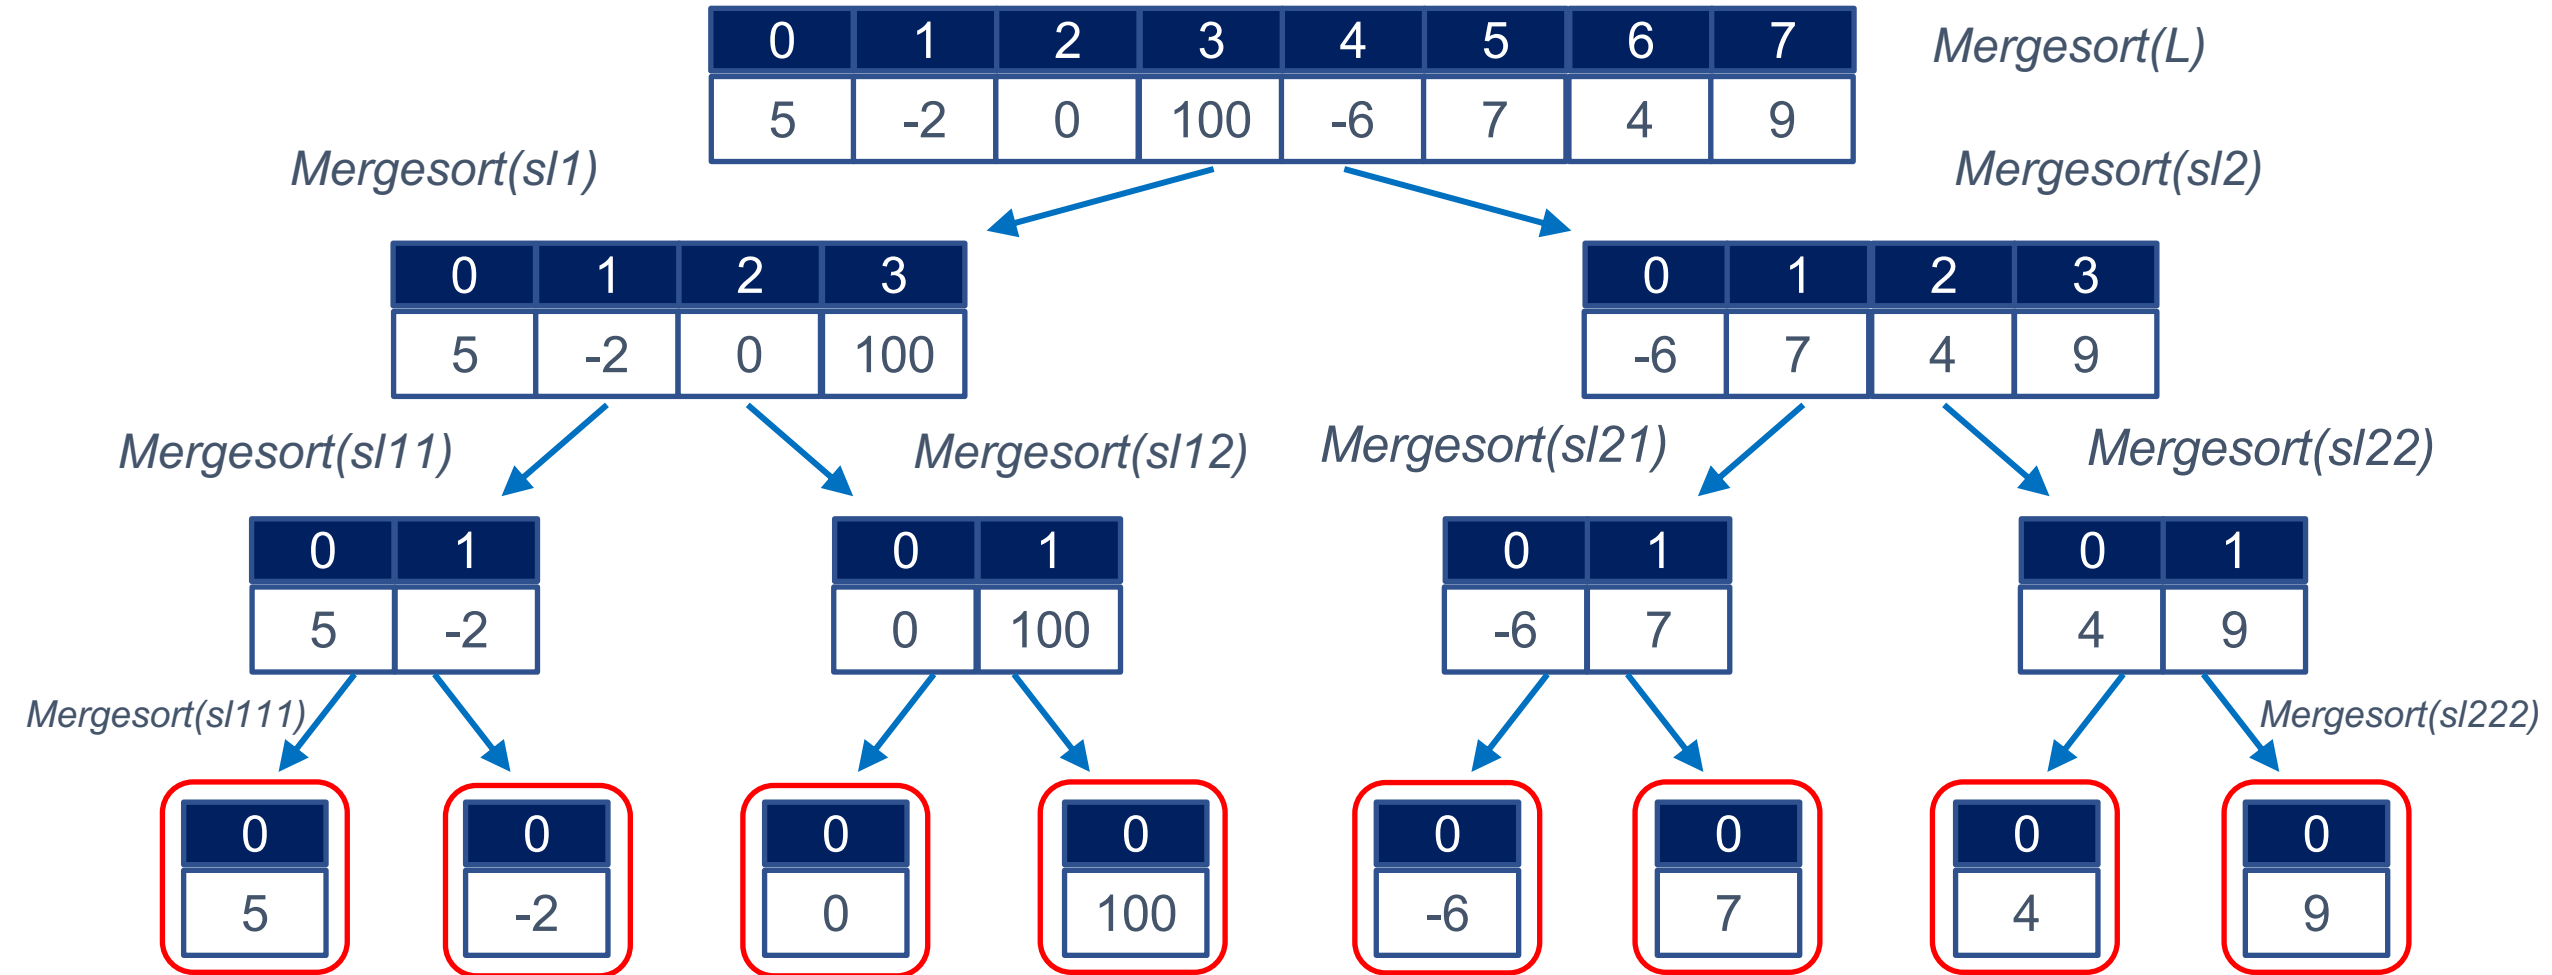 0 1 2 3 4 5 6 7 Mergesort(L)
5 -2 0 100 -6 7 4 9
Mergesort(sl1) Mergesort(sl2)
0 1 2 3 0 1 2 3
5 -2 0 100 -6 7 4 9
Mergesort(sl11) Mergesort(sl12) Mergesort(sl21) Mergesort(sl22)
0 1 0 1 0 1 0 1
5 -2 0 100 -6 7 4 9
Mergesort(sl111) Mergesort(sl222)
0 0 0 0 0 0 0 0
5 -2 0 100 -6 7 4 9